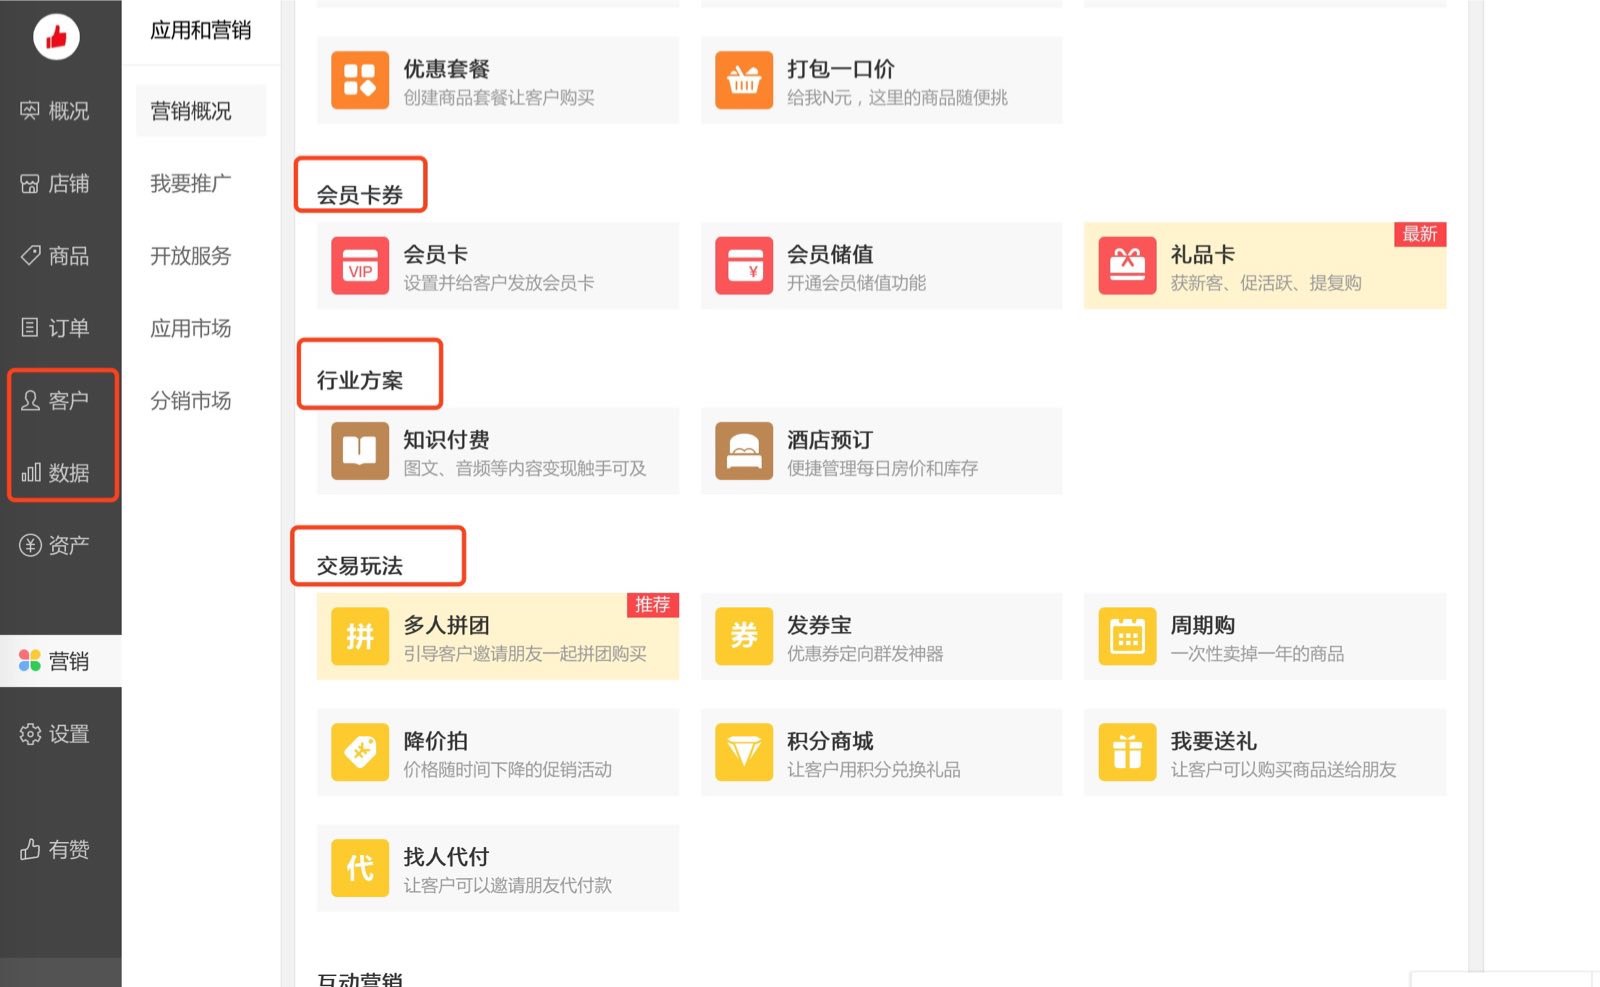 应用和营销
概况
店铺
商品
订单
客户
数据
资产
营销
设置
有赞
营销概况
我要推广
开放服务
应用市场
分销市场
优惠套餐
创建商品套餐让客户购买
打包一口价
给我N元，这里的商品随便挑
会员卡券
VIP
会员卡
设置并给客户发放会员卡
¥
会员储值
开通会员储值功能
最新
礼品卡
获新客、促活跃、提复购
行业方案
知识付费
图文、音频等内容变现触手可及
酒店预订
便捷管理每日房价和库存
交易玩法
推荐
拼
多人拼团
引导客户邀请朋友一起拼团购买
券
发券宝
优惠券定向群发神器
周期购
一次性卖掉一年的商品
降价拍
价格随时间下降的促销活动
积分商城
让客户用积分兑换礼品
我要送礼
让客户可以购买商品送给朋友
代
找人代付
让客户可以邀请朋友代付款
互动营销